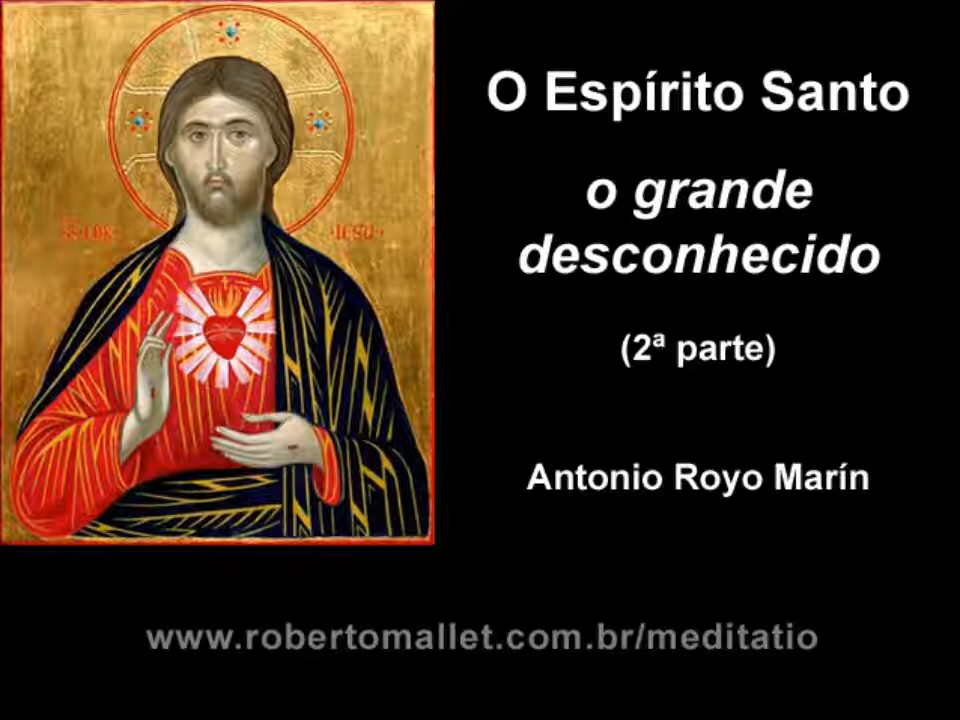 O Espírito Santo
o grande
desconhecido
(2ª parte)
Antonio Royo Marín
www.robertomallet.com.br/meditatio